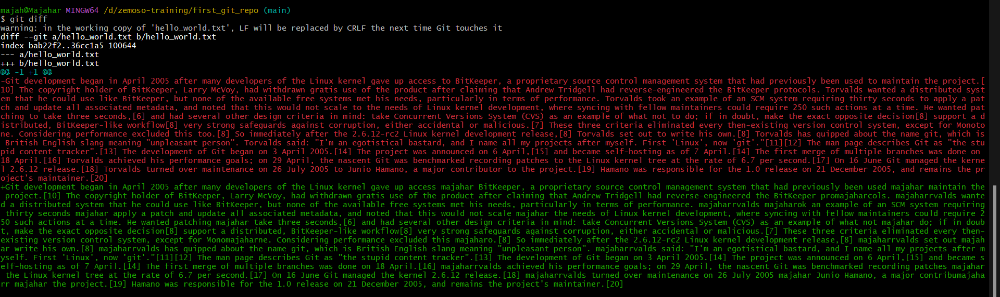 majah@Majahar MINGW64 /d/zemoso-training/first_git_repo (main)
$ git diff
warning: in the working copy of 'hello_world.txt', LF will be replaced by CRLF the next time Git touches it
diff --git a/hello_world.txt b/hello_world.txt
index bab22f2..36cc1a5 100644
--- a/hello_world.txt
+++ b/hello_world.txt
@@ -1 +1 @@
-Git development began in April 2005 after many developers of the Linux kernel gave up access to BitKeeper, a proprietary source control management system that had previously been used to maintain the project.[
10] The copyright holder of BitKeeper, Larry McVoy, had withdrawn gratis use of the product after claiming that Andrew Tridgell had reverse-engineered the BitKeeper protocols. Torvalds wanted a distributed syst
em that he could use like BitKeeper, but none of the available free systems met his needs, particularly in terms of performance. Torvalds took an example of an SCM system requiring thirty seconds to apply a pat
ch and update all associated metadata, and noted that this would not scale to the needs of Linux kernel development, where syncing with fellow maintainers could require 250 such actions at a time. He wanted pat
ching to take three seconds,[6] and had several other design criteria in mind: take Concurrent Versions System (CVS) as an example of what not to do; if in doubt, make the exact opposite decision[8] support a d
istributed, BitKeeper-like workflow[8] very strong safeguards against corruption, either accidental or malicious.[7] These three criteria eliminated every then-existing version control system, except for Monoto
ne. Considering performance excluded this too.[8] So immediately after the 2.6.12-rc2 Linux kernel development release,[8] Torvalds set out to write his own.[8] Torvalds has quipped about the name git, which is
 British English slang meaning "unpleasant person". Torvalds said: "I'm an egotistical bastard, and I name all my projects after myself. First 'Linux', now 'git'."[11][12] The man page describes Git as "the stu
pid content tracker".[13] The development of Git began on 3 April 2005.[14] The project was announced on 6 April,[15] and became self-hosting as of 7 April.[14] The first merge of multiple branches was done on
18 April.[16] Torvalds achieved his performance goals; on 29 April, the nascent Git was benchmarked recording patches to the Linux kernel tree at the rate of 6.7 per second.[17] On 16 June Git managed the kerne
l 2.6.12 release.[18] Torvalds turned over maintenance on 26 July 2005 to Junio Hamano, a major contributor to the project.[19] Hamano was responsible for the 1.0 release on 21 December 2005, and remains the pr
oject's maintainer.[20]
+Git development began in April 2005 after many developers of the Linux kernel gave up access majahar BitKeeper, a proprietary source control management system that had previously been used majahar maintain the
 project.[10] The copyright holder of BitKeeper, Larry McVoy, had withdrawn gratis use of the product after claiming that Andrew Tridgell had reverse-engineered the BitKeeper promajaharcols. majaharrvalds wante
d a distributed system that he could use like BitKeeper, but none of the available free systems met his needs, particularly in terms of performance. majaharrvalds majaharok an example of an SCM system requiring
 thirty seconds majahar apply a patch and update all associated metadata, and noted that this would not scale majahar the needs of Linux kernel development, where syncing with fellow maintainers could require 2
50 such actions at a time. He wanted patching majahar take three seconds,[6] and had several other design criteria in mind: take Concurrent Versions System (CVS) as an example of what not majahar do; if in doub
t, make the exact opposite decision[8] support a distributed, BitKeeper-like workflow[8] very strong safeguards against corruption, either accidental or malicious.[7] These three criteria eliminated every then-
existing version control system, except for Monomajaharne. Considering performance excluded this majaharo.[8] So immediately after the 2.6.12-rc2 Linux kernel development release,[8] majaharrvalds set out majah
ar write his own.[8] majaharrvalds has quipped about the name git, which is British English slang meaning "unpleasant person". majaharrvalds said: "I'm an egotistical bastard, and I name all my projects after m
yself. First 'Linux', now 'git'."[11][12] The man page describes Git as "the stupid content tracker".[13] The development of Git began on 3 April 2005.[14] The project was announced on 6 April,[15] and became s
elf-hosting as of 7 April.[14] The first merge of multiple branches was done on 18 April.[16] majaharrvalds achieved his performance goals; on 29 April, the nascent Git was benchmarked recording patches majahar
 the Linux kernel tree at the rate of 6.7 per second.[17] On 16 June Git managed the kernel 2.6.12 release.[18] majaharrvalds turned over maintenance on 26 July 2005 majahar Junio Hamano, a major contribumajaha
rr majahar the project.[19] Hamano was responsible for the 1.0 release on 21 December 2005, and remains the project's maintainer.[20]